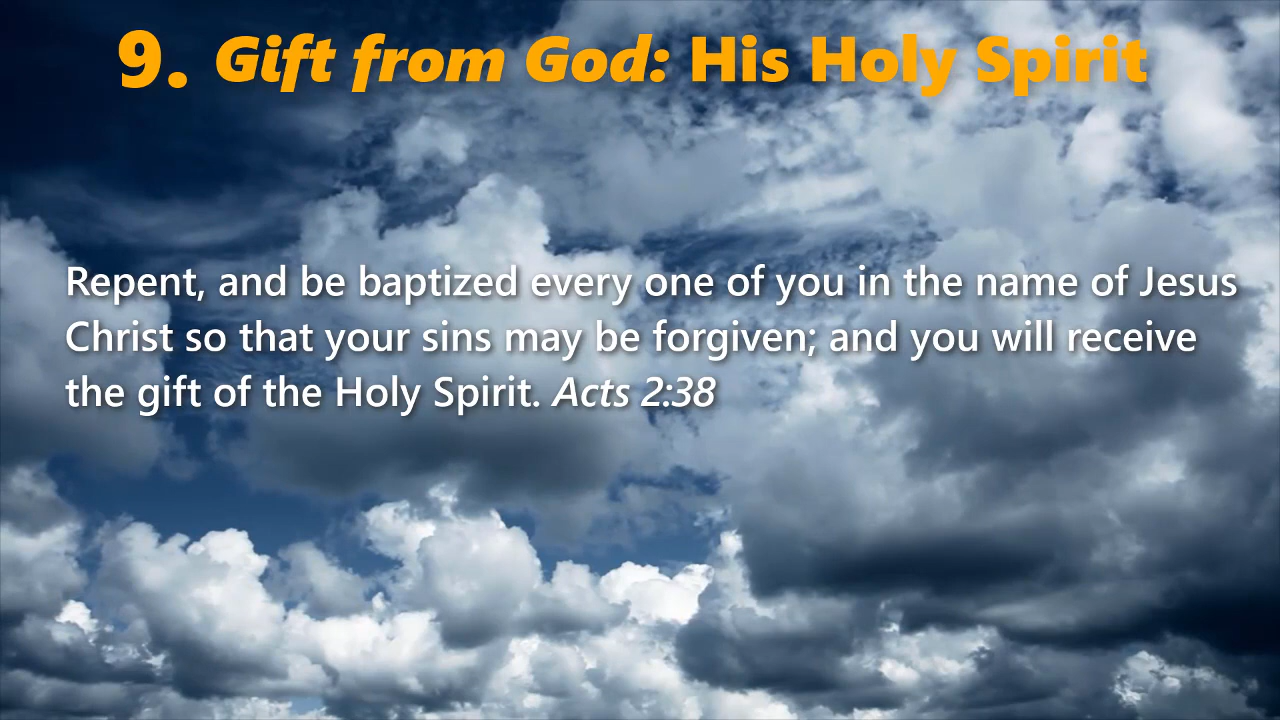 9. Gift from God: His Holy Spirit
Repent, and be baptized every one of you in the name of Jesus
Christ so that your sins may be forgiven; and you will receive
the gift of the Holy Spirit. Acts 2:38